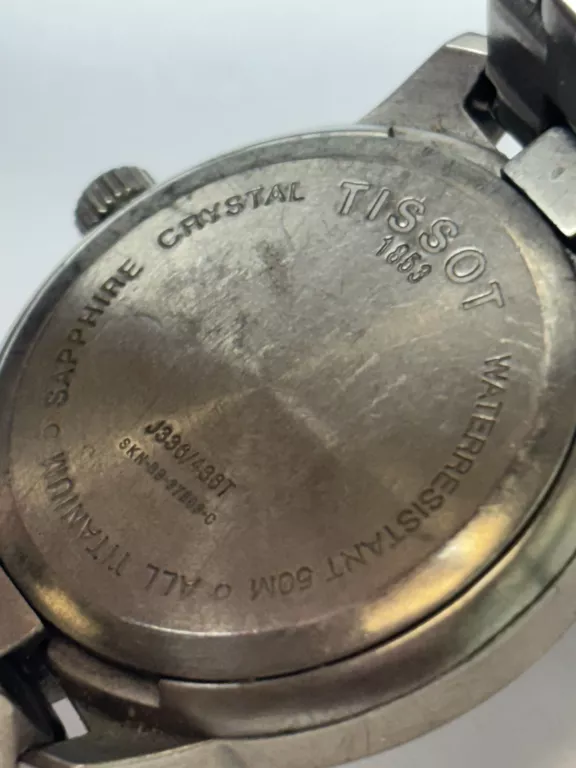 TISSOT
1853
WATERRESISTANT 50M o ALL TITANIUM o SAPPHIRE CRYSTAL
J336/436T